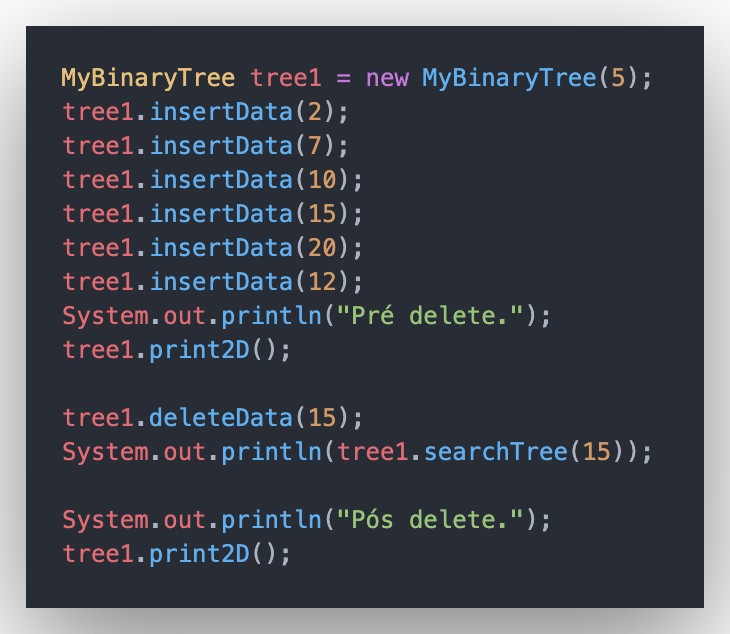 MyBinaryTree tree1 = new MyBinaryTree(5);
tree1.insertData(2);
tree1.insertData(7);
tree1.insertData(10);
tree1.insertData(15);
tree1.insertData(20);
tree1.insertData(12);
System.out.println("Pré delete.");
tree1.print2D();

tree1.deleteData(15);
System.out.println(tree1.searchTree(15));

System.out.println("Pós delete.");
tree1.print2D();